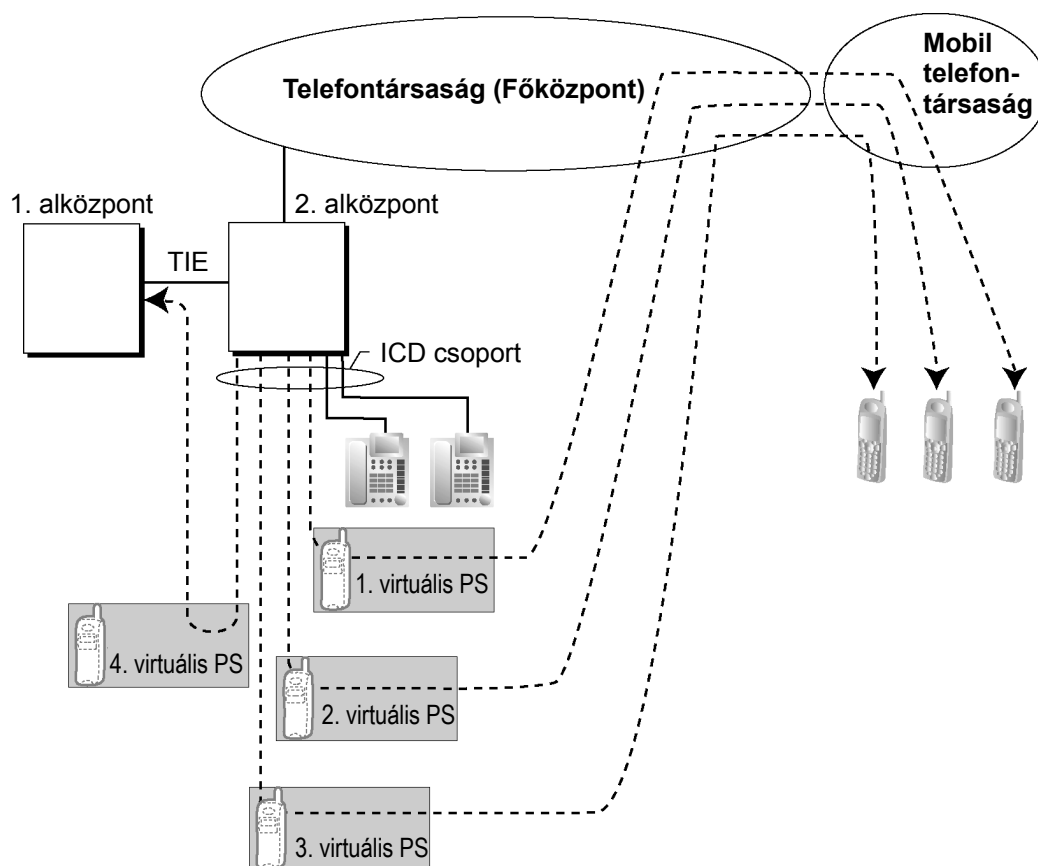 Telefontársaság (Főközpont)
Mobil
telefon-
társaság
1. alközpont
2. alközpont
TIE
ICD csoport
1. virtuális PS
4. virtuális PS
2. virtuális PS
3. virtuális PS